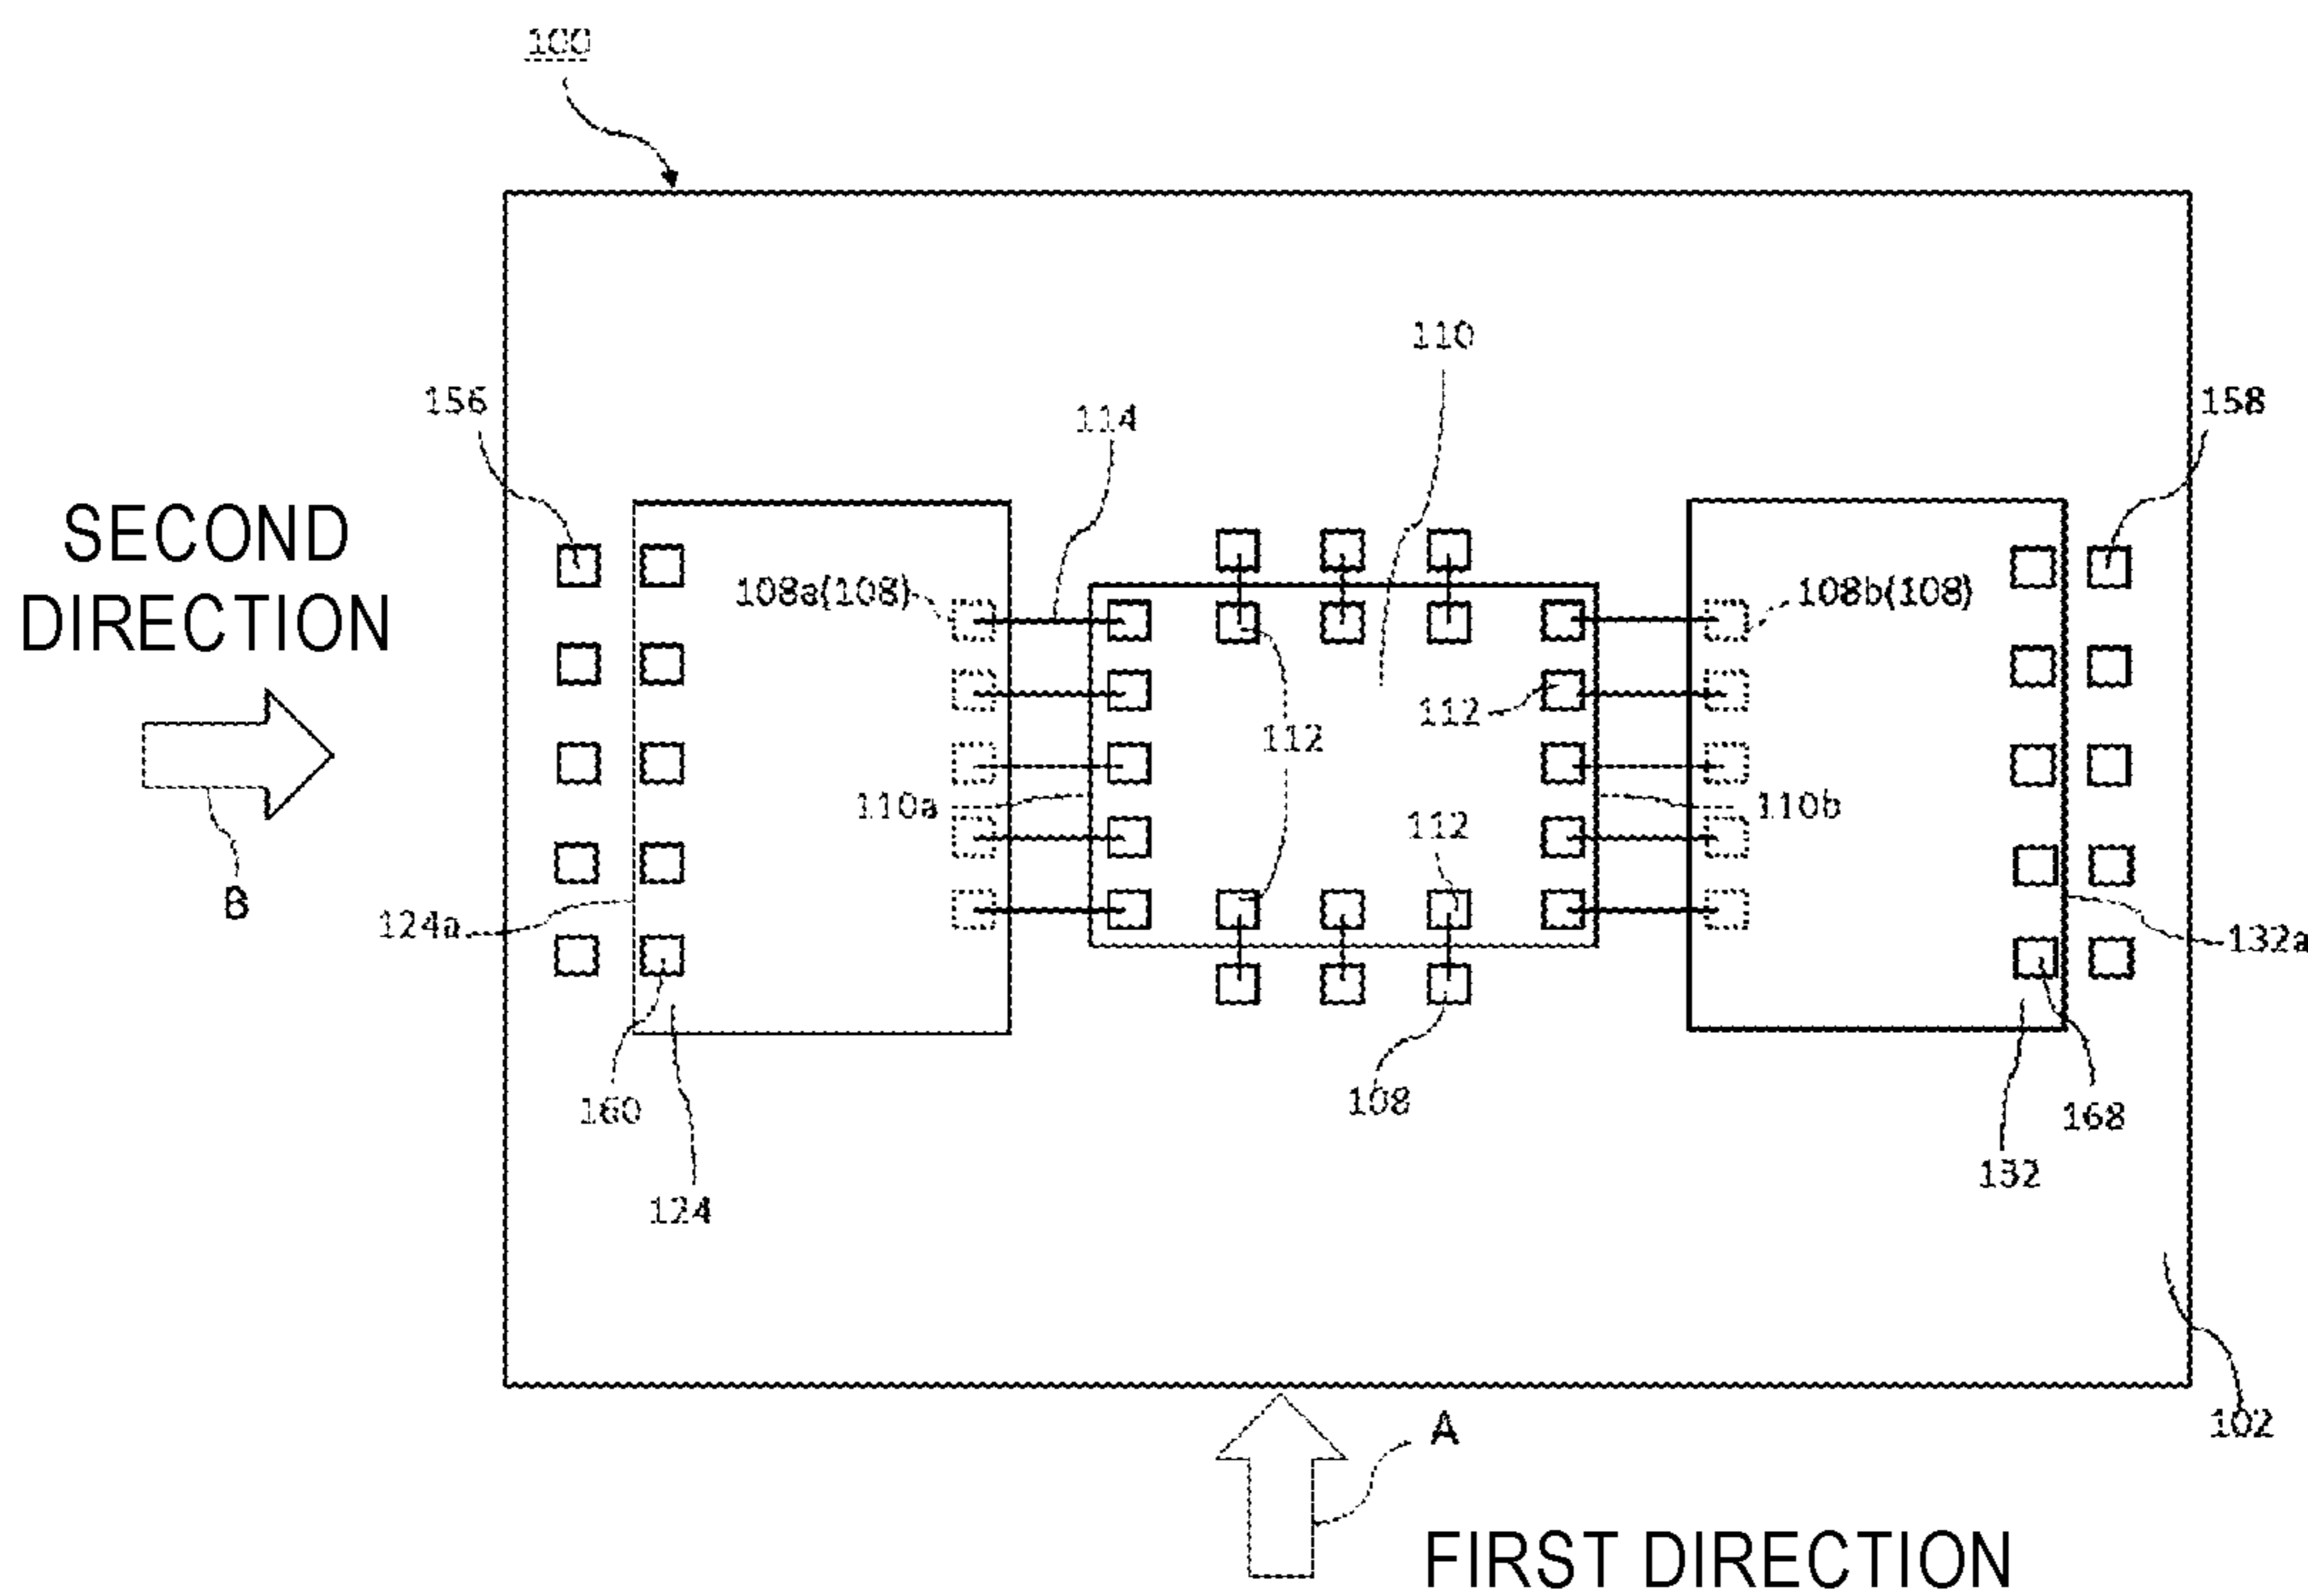 100
110
156
158
114
SECOND
DIRECTION
108a(108)
108b(108)
112
112
110a
110b
112
B
124a
132a
160
108
168
132
124
102
A
FIRST DIRECTION